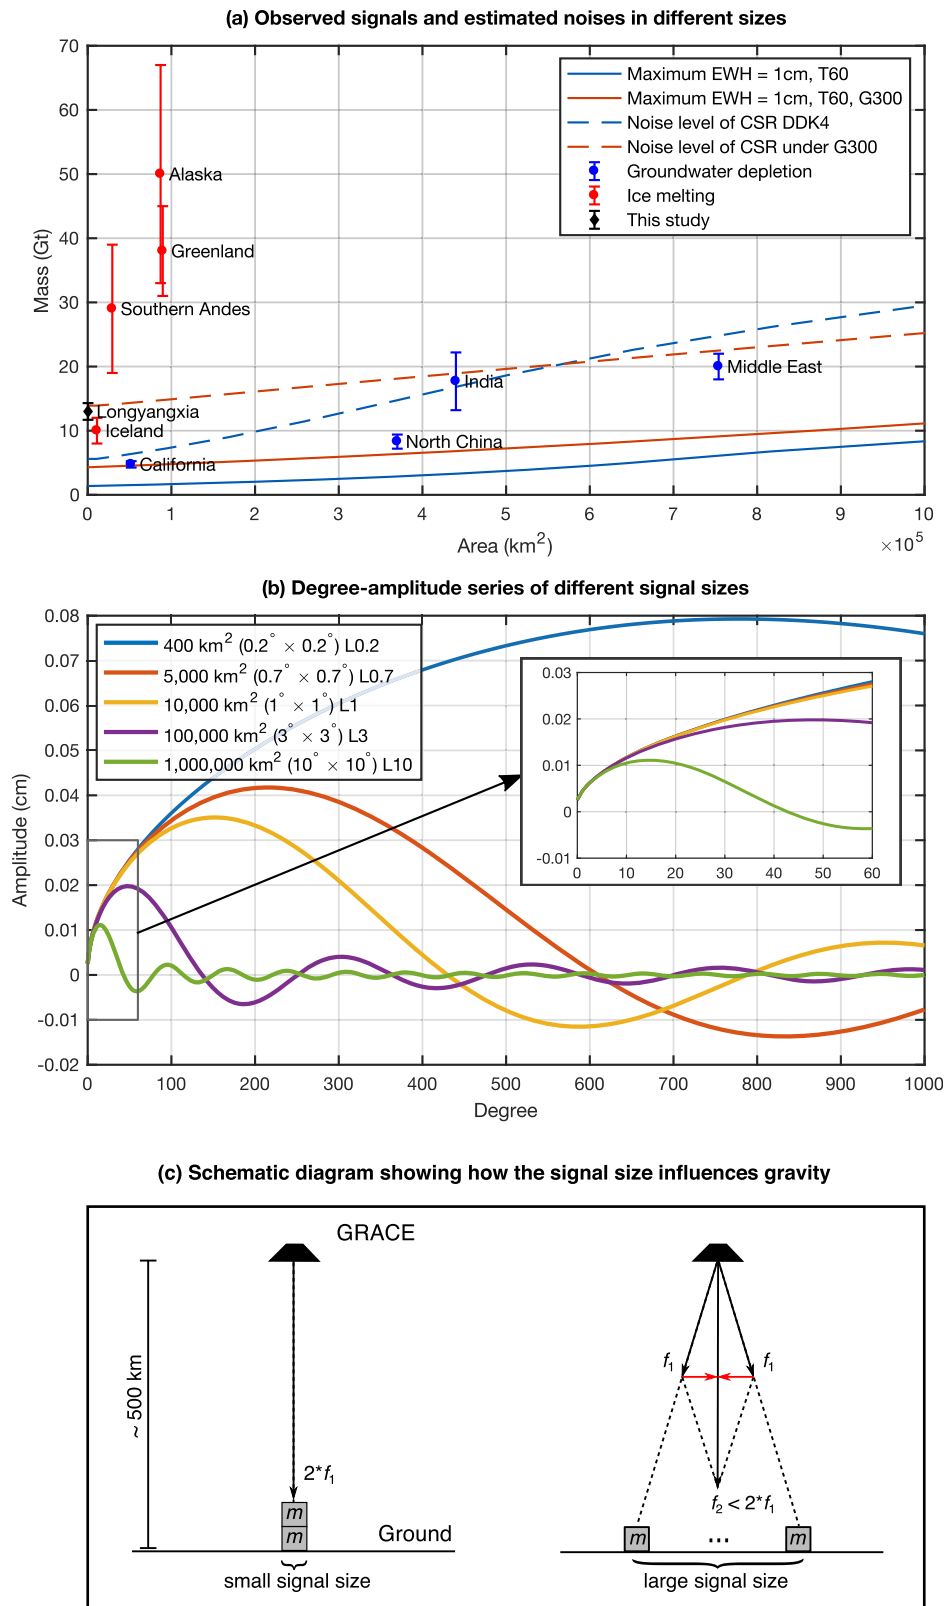 (a) Observed signals and estimated noises in different sizes
70
60
50
40
30
20
10
0
Mass (Gt)
Maximum EWH = 1cm, T60
Maximum EWH = 1cm, T60, G300
Noise level of CSR DDK4
Noise level of CSR under G300
Groundwater depletion
Ice melting
This study
Alaska
Greenland
Southern Andes
India
Middle East
Longyangxia
Iceland
North China
California
0 1 2 3 4 5 6 7 8 9 10
Area (km²)
×10⁵
(b) Degree-amplitude series of different signal sizes
0.08
0.07
0.06
0.05
0.04
0.03
0.02
0.01
0
-0.01
-0.02
Amplitude (cm)
400 km² (0.2° × 0.2°) L0.2
5,000 km² (0.7° × 0.7°) L0.7
10,000 km² (1° × 1°) L1
100,000 km² (3° × 3°) L3
1,000,000 km² (10° × 10°) L10
0.03
0.02
0.01
0
-0.01
0 10 20 30 40 50 60
0 100 200 300 400 500 600 700 800 900 1000
Degree
(c) Schematic diagram showing how the signal size influences gravity
GRACE
~ 500 km
f₁ f₁
2*f₁
f₂ < 2*f₁
m
m
Ground
m ... m
small signal size
large signal size